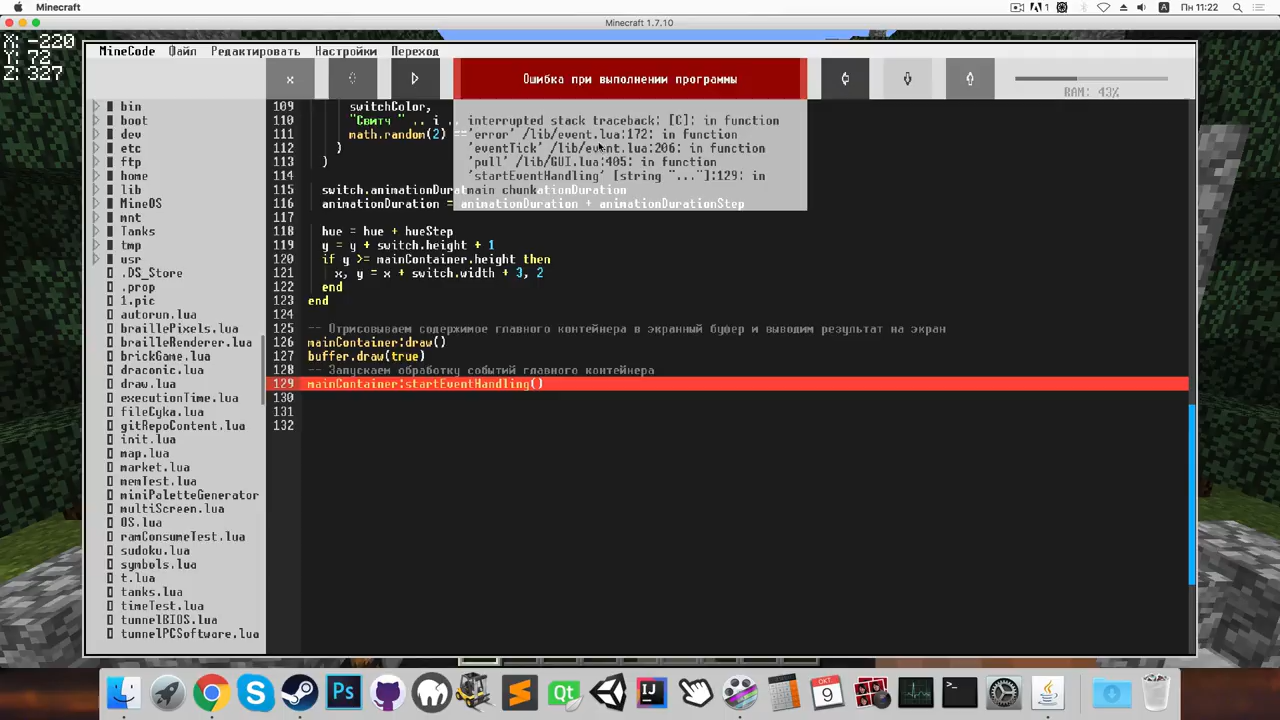 Minecraft
1
Пн 11:22
Minecraft 1.7.10
X: -220
Y: 72
Z: 327
MineCode Файл Редактировать Настройки Переход
x
Ошибка при выполнении программы
RAM: 43%
bin
boot
dev
etc
ftp
home
lib
MineOS
mnt
Tanks
tmp
usr
.DS_Store
.prop
1.pic
autorun.lua
braillePixels.lua
brailleRenderer.lua
brickGame.lua
draconic.lua
draw.lua
executionTime.lua
fileCyka.lua
gitRepoContent.lua
init.lua
map.lua
market.lua
memTest.lua
miniPaletteGenerator
multiScreen.lua
OS.lua
ramConsumeTest.lua
sudoku.lua
symbols.lua
t.lua
tanks.lua
timeTest.lua
tunnelBIOS.lua
tunnelPCSoftware.lua
interrupted stack traceback: [C]: in function
'error' /lib/event.lua:172: in function
'eventTick' /lib/event.lua:206: in function
'pull' /lib/GUI.lua:405: in function
'startEventHandling' [string "..."]:129: in
main chunk
109 switchColor,
110 "Свитч " .. i ..
111 math.random(2) ==
112 )
113 )
114
115 switch.animationDurat ationDuration
116 animationDuration = animationDuration + animationDurationStep
117
118 hue = hue + hueStep
119 y = y + switch.height + 1
120 if y >= mainContainer.height then
121 x, y = x + switch.width + 3, 2
122 end
123 end
124
125 -- Отрисовываем содержимое главного контейнера в экранный буфер и выводим результат на экран
126 mainContainer:draw()
127 buffer.draw(true)
128 -- Запускаем обработку событий главного контейнера
129 mainContainer:startEventHandling()
130
131
132
Ps
Qt
IJ
ОКТ.
9